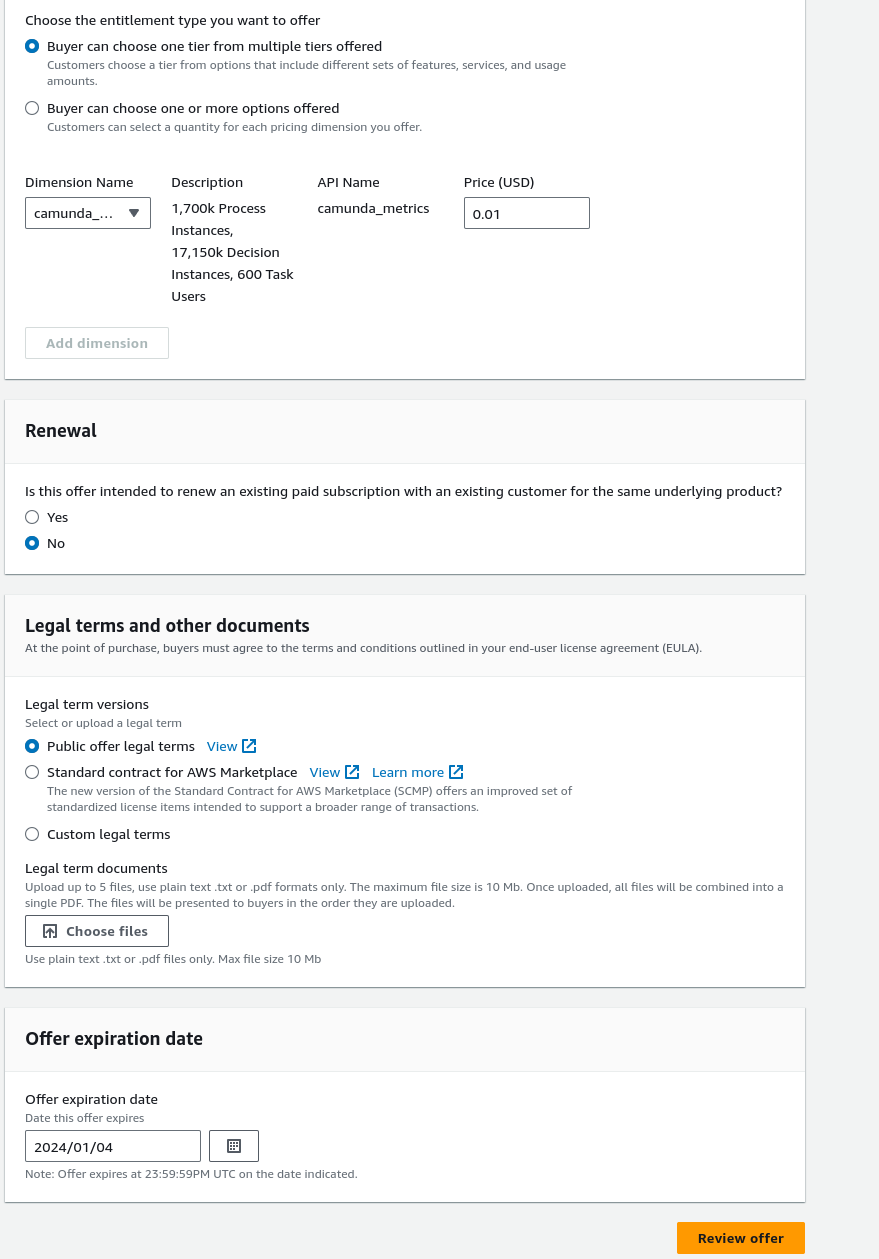 Choose the entitlement type you want to offer
Buyer can choose one tier from multiple tiers offered
Customers choose a tier from options that include different sets of features, services, and usage
amounts.
Buyer can choose one or more options offered
Customers can select a quantity for each pricing dimension you offer.
Dimension Name Description API Name Price (USD)
camunda_... 1,700k Process camunda_metrics 0.01
Instances,
17,150k Decision
Instances, 600 Task
Users
Add dimension
Renewal
Is this offer intended to renew an existing paid subscription with an existing customer for the same underlying product?
Yes
No
Legal terms and other documents
At the point of purchase, buyers must agree to the terms and conditions outlined in your end-user license agreement (EULA).
Legal term versions
Select or upload a legal term
Public offer legal terms View
Standard contract for AWS Marketplace View Learn more
The new version of the Standard Contract for AWS Marketplace (SCMP) offers an improved set of
standardized license items intended to support a broader range of transactions.
Custom legal terms
Legal term documents
Upload up to 5 files, use plain text .txt or .pdf formats only. The maximum file size is 10 Mb. Once uploaded, all files will be combined into a
single PDF. The files will be presented to buyers in the order they are uploaded.
Choose files
Use plain text .txt or .pdf files only. Max file size 10 Mb
Offer expiration date
Offer expiration date
Date this offer expires
2024/01/04
Note: Offer expires at 23:59:59PM UTC on the date indicated.
Review offer